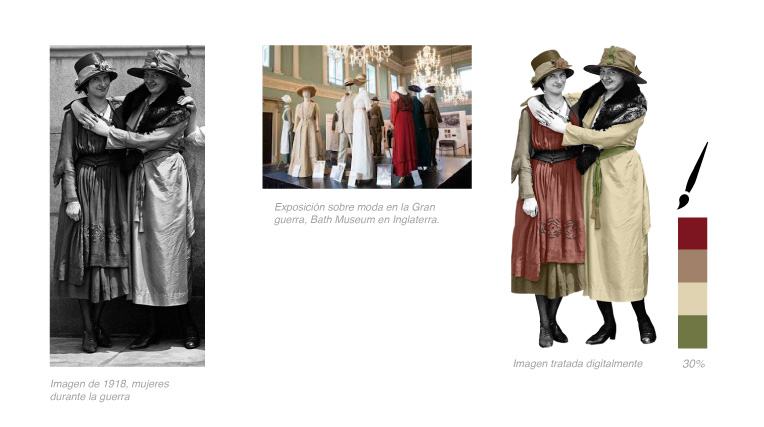 Exposición sobre moda en la Gran
guerra, Bath Museum en Inglaterra.
Imagen tratada digitalmente
30%
Imagen de 1918, mujeres
durante la guerra